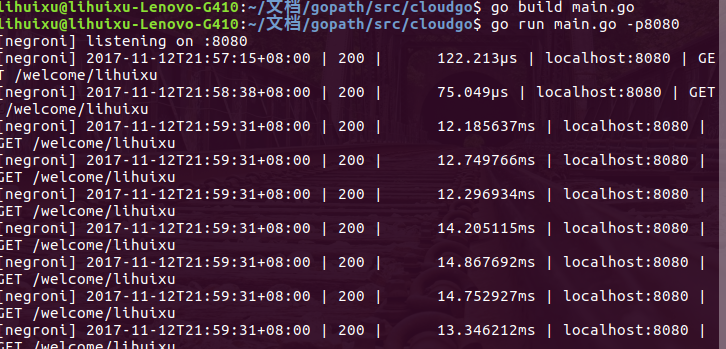 lihuixu@lihuixu-Lenovo-G410:~/文档/gopath/src/cloudgo$ go build main.go
lihuixu@lihuixu-Lenovo-G410:~/文档/gopath/src/cloudgo$ go run main.go -p8080
[negroni] listening on :8080
[negroni] 2017-11-12T21:57:15+08:00 | 200 |      122.213µs | localhost:8080 | GE
T /welcome/lihuixu
[negroni] 2017-11-12T21:58:38+08:00 | 200 |      75.049µs | localhost:8080 | GET
 /welcome/lihuixu
[negroni] 2017-11-12T21:59:31+08:00 | 200 |      12.185637ms | localhost:8080 |
GET /welcome/lihuixu
[negroni] 2017-11-12T21:59:31+08:00 | 200 |      12.749766ms | localhost:8080 |
GET /welcome/lihuixu
[negroni] 2017-11-12T21:59:31+08:00 | 200 |      12.296934ms | localhost:8080 |
GET /welcome/lihuixu
[negroni] 2017-11-12T21:59:31+08:00 | 200 |      14.205115ms | localhost:8080 |
GET /welcome/lihuixu
[negroni] 2017-11-12T21:59:31+08:00 | 200 |      14.867692ms | localhost:8080 |
GET /welcome/lihuixu
[negroni] 2017-11-12T21:59:31+08:00 | 200 |      14.752927ms | localhost:8080 |
GET /welcome/lihuixu
[negroni] 2017-11-12T21:59:31+08:00 | 200 |      13.346212ms | localhost:8080 |
GET /welcome/lihuixu